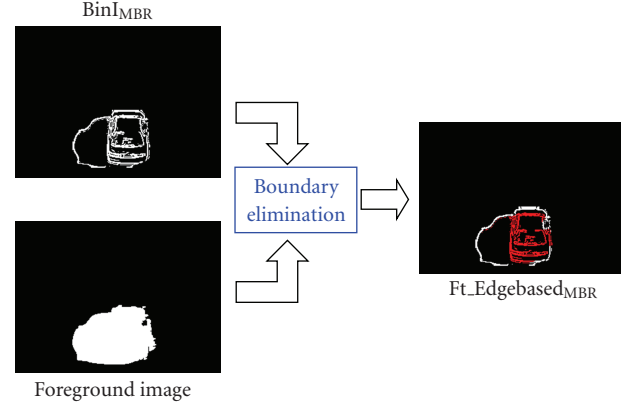 BinI_MBR
Boundary
elimination
Ft_Edgebased_MBR
Foreground image